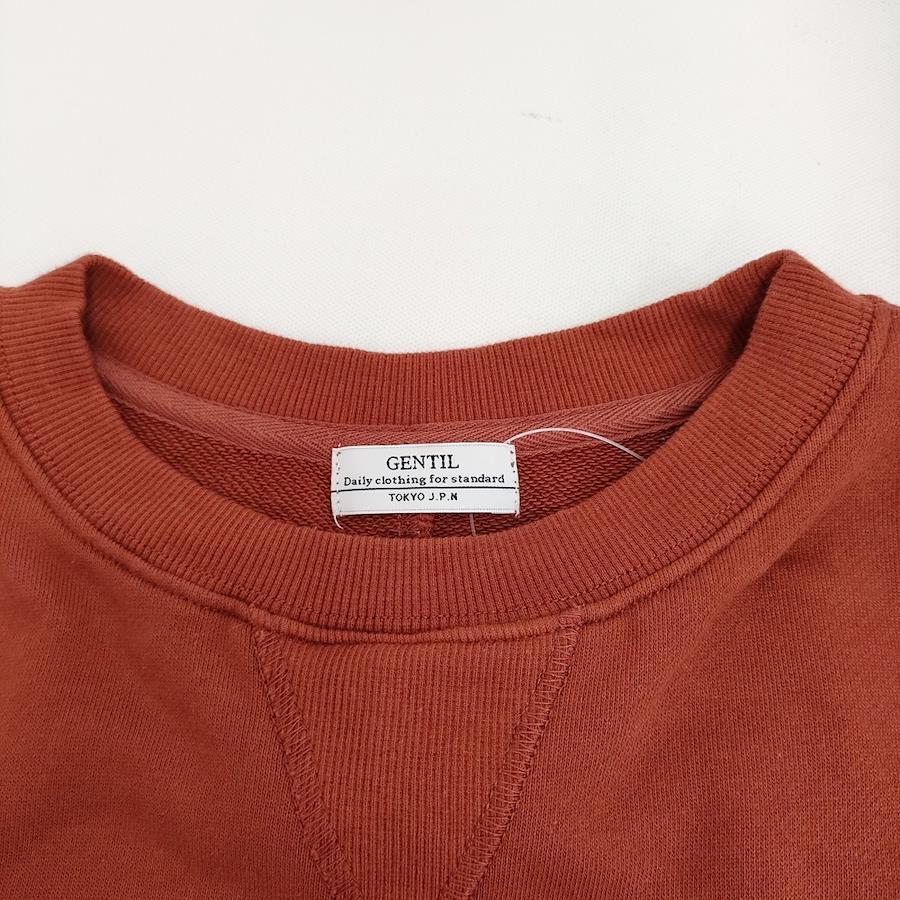 GENTIL
Daily clothing for standard
TOKYO J.P.N